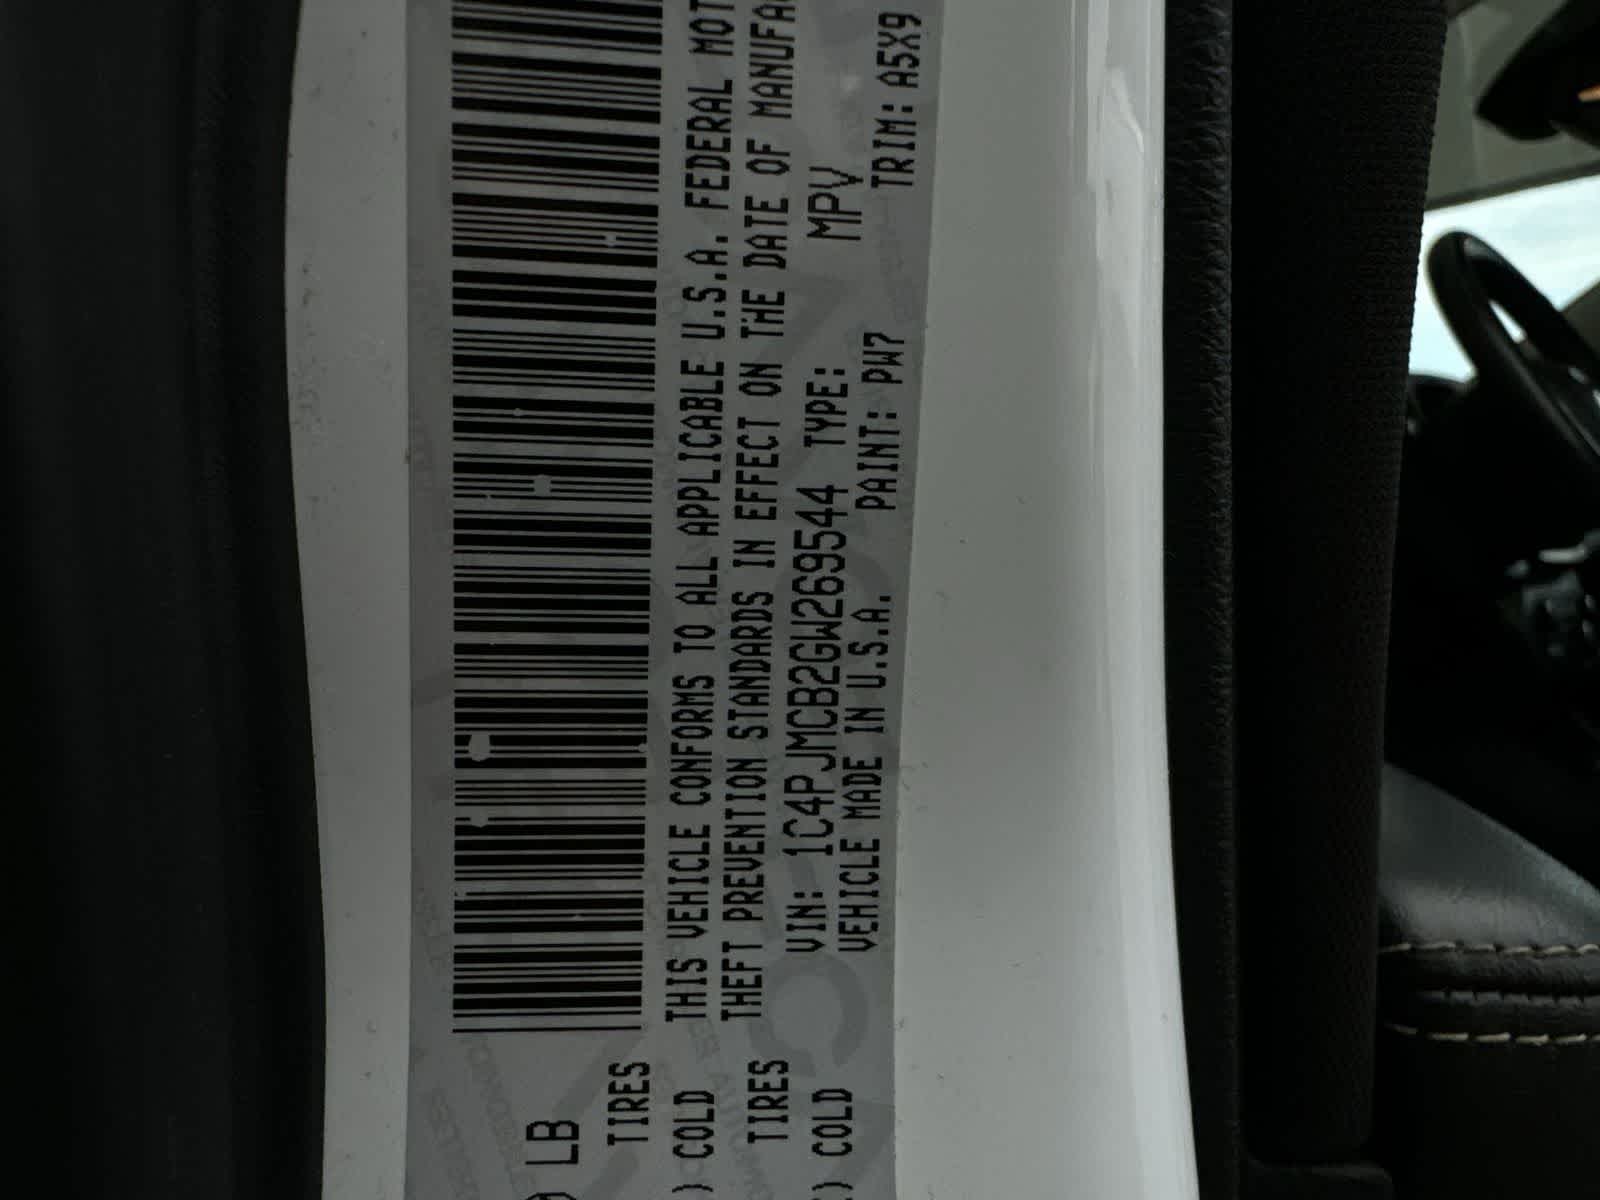 LB
TIRES
) COLD
TIRES
) COLD
THIS VEHICLE CONFORMS TO ALL APPLICABLE U.S.A. FEDERAL MOT
THEFT PREVENTION STANDARDS IN EFFECT ON THE DATE OF MANUFA
VIN: 1C4PJMCB2GW269544 TYPE: MPV
VEHICLE MADE IN U.S.A. PAINT: PW7 TRIM: A5X9